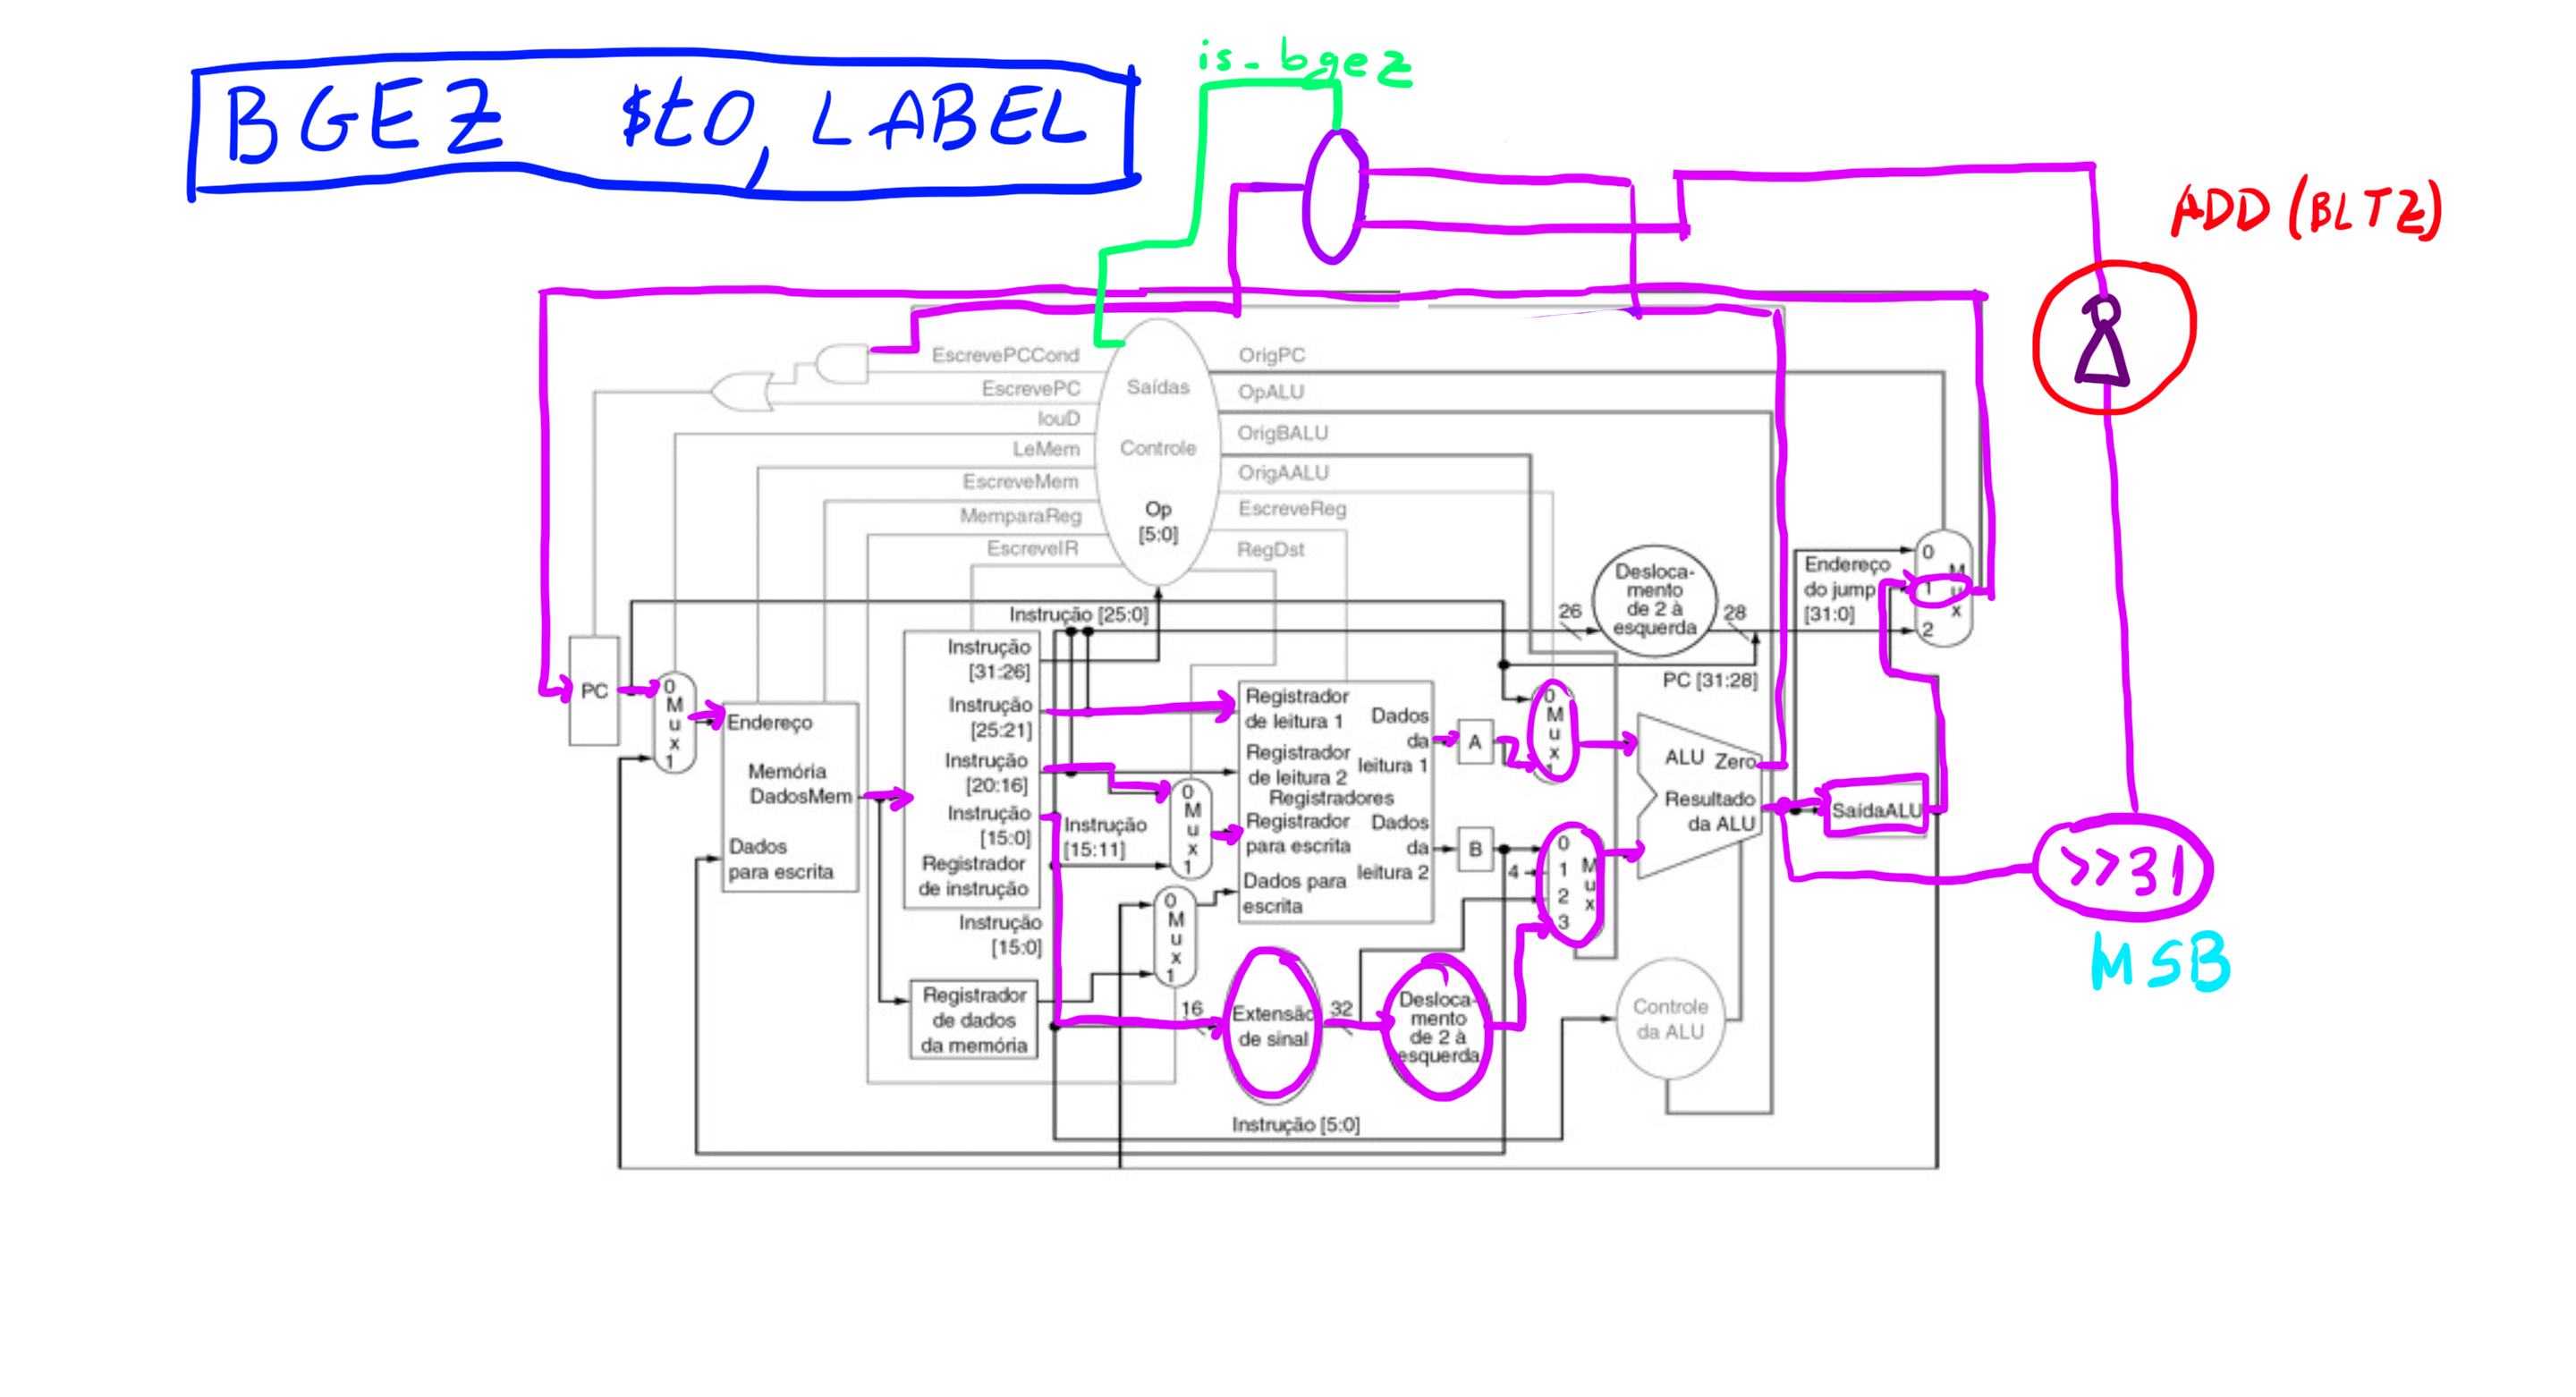 is_bgez
BGEZ $t0, LABEL
ADD (BLTZ)
EscrevePCCond
EscrevePC
IouD
LeMem
EscreveMem
MemparaReg
EscreveIR
Saídas
Controle
Op
[5:0]
OrigPC
OpALU
OrigBALU
OrigAALU
EscreveReg
RegDst
Instrução [25:0]
26
Desloca-
mento
de 2 à
esquerda
28
Endereço
do jump
[31:0]
PC [31:28]
0
M
1 u
x
2
PC
0
M
u
x
1
Endereço
Memória
DadosMem
Dados
para escrita
Instrução
[31:26]
Instrução
[25:21]
Instrução
[20:16]
Instrução
[15:0]
Registrador
de instrução
Instrução
[15:0]
Instrução
[15:11]
Registrador
de dados
da memória
0
M
u
x
1
0
M
u
x
1
Registrador
de leitura 1
Registrador
de leitura 2
Registradores
Registrador
para escrita
Dados para
escrita
Dados
da
leitura 1
Dados
da
leitura 2
A
B
4
0
M
u
x
1
0
1 M
u
2 x
3
ALU Zero
Resultado
da ALU
SaídaALU
>>31
MSB
16
Extensão
de sinal
32
Desloca-
mento
de 2 à
esquerda
Controle
da ALU
Instrução [5:0]